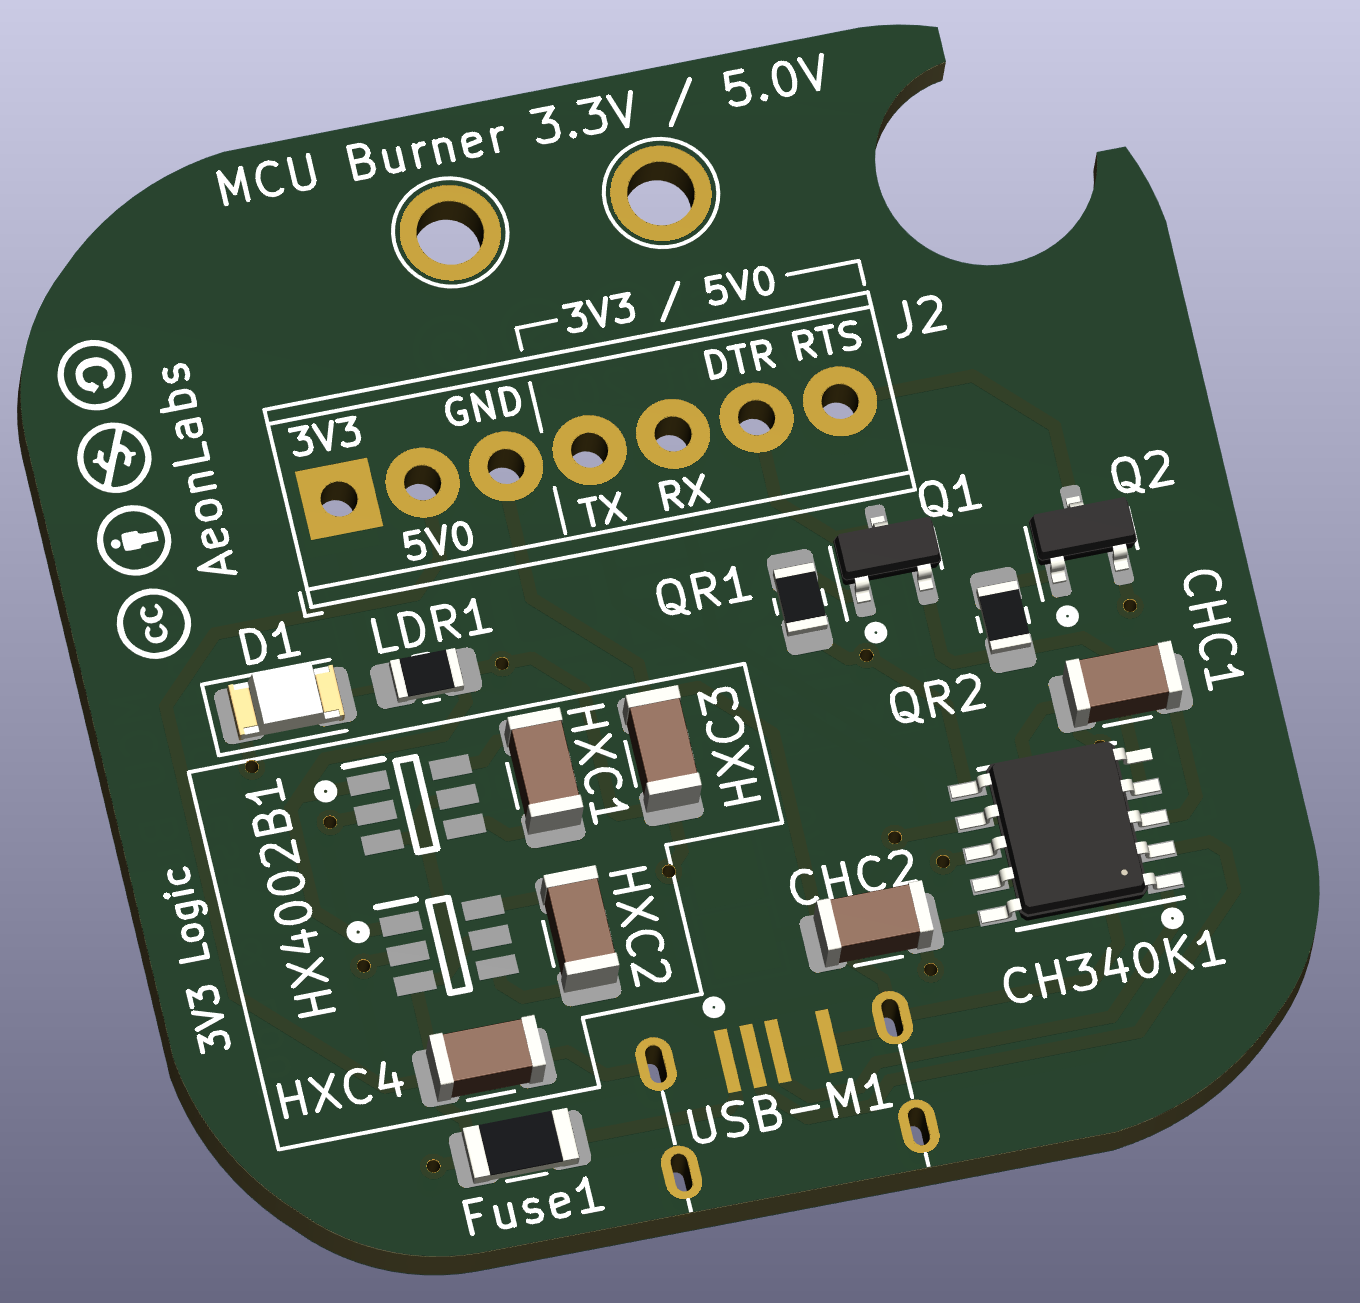 MCU Burner 3.3V / 5.0V
3V3 / 5V0
J2
DTR RTS
GND
3V3
TX RX
5V0
AeonLabs
cc
Q1
Q2
QR1
QR2
CHC1
D1
LDR1
HXC1
HXC3
HXC2
HX4002B1
3V3 Logic
HXC4
CHC2
CH340K1
USB-M1
Fuse1